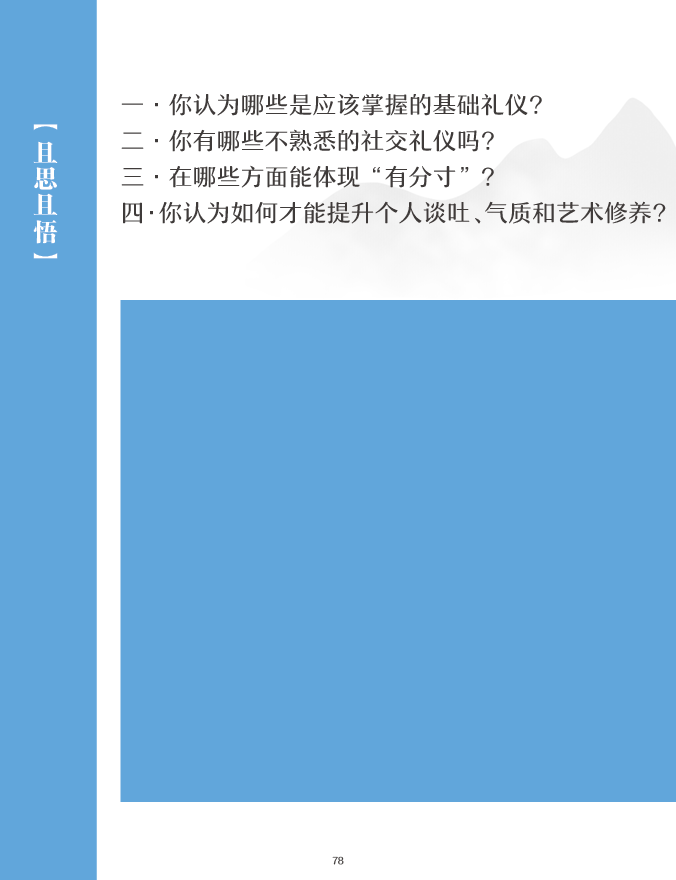 【且思且悟】
一·你认为哪些是应该掌握的基础礼仪?
二·你有哪些不熟悉的社交礼仪吗?
三·在哪些方面能体现“有分寸”?
四·你认为如何才能提升个人谈吐、气质和艺术修养?
78